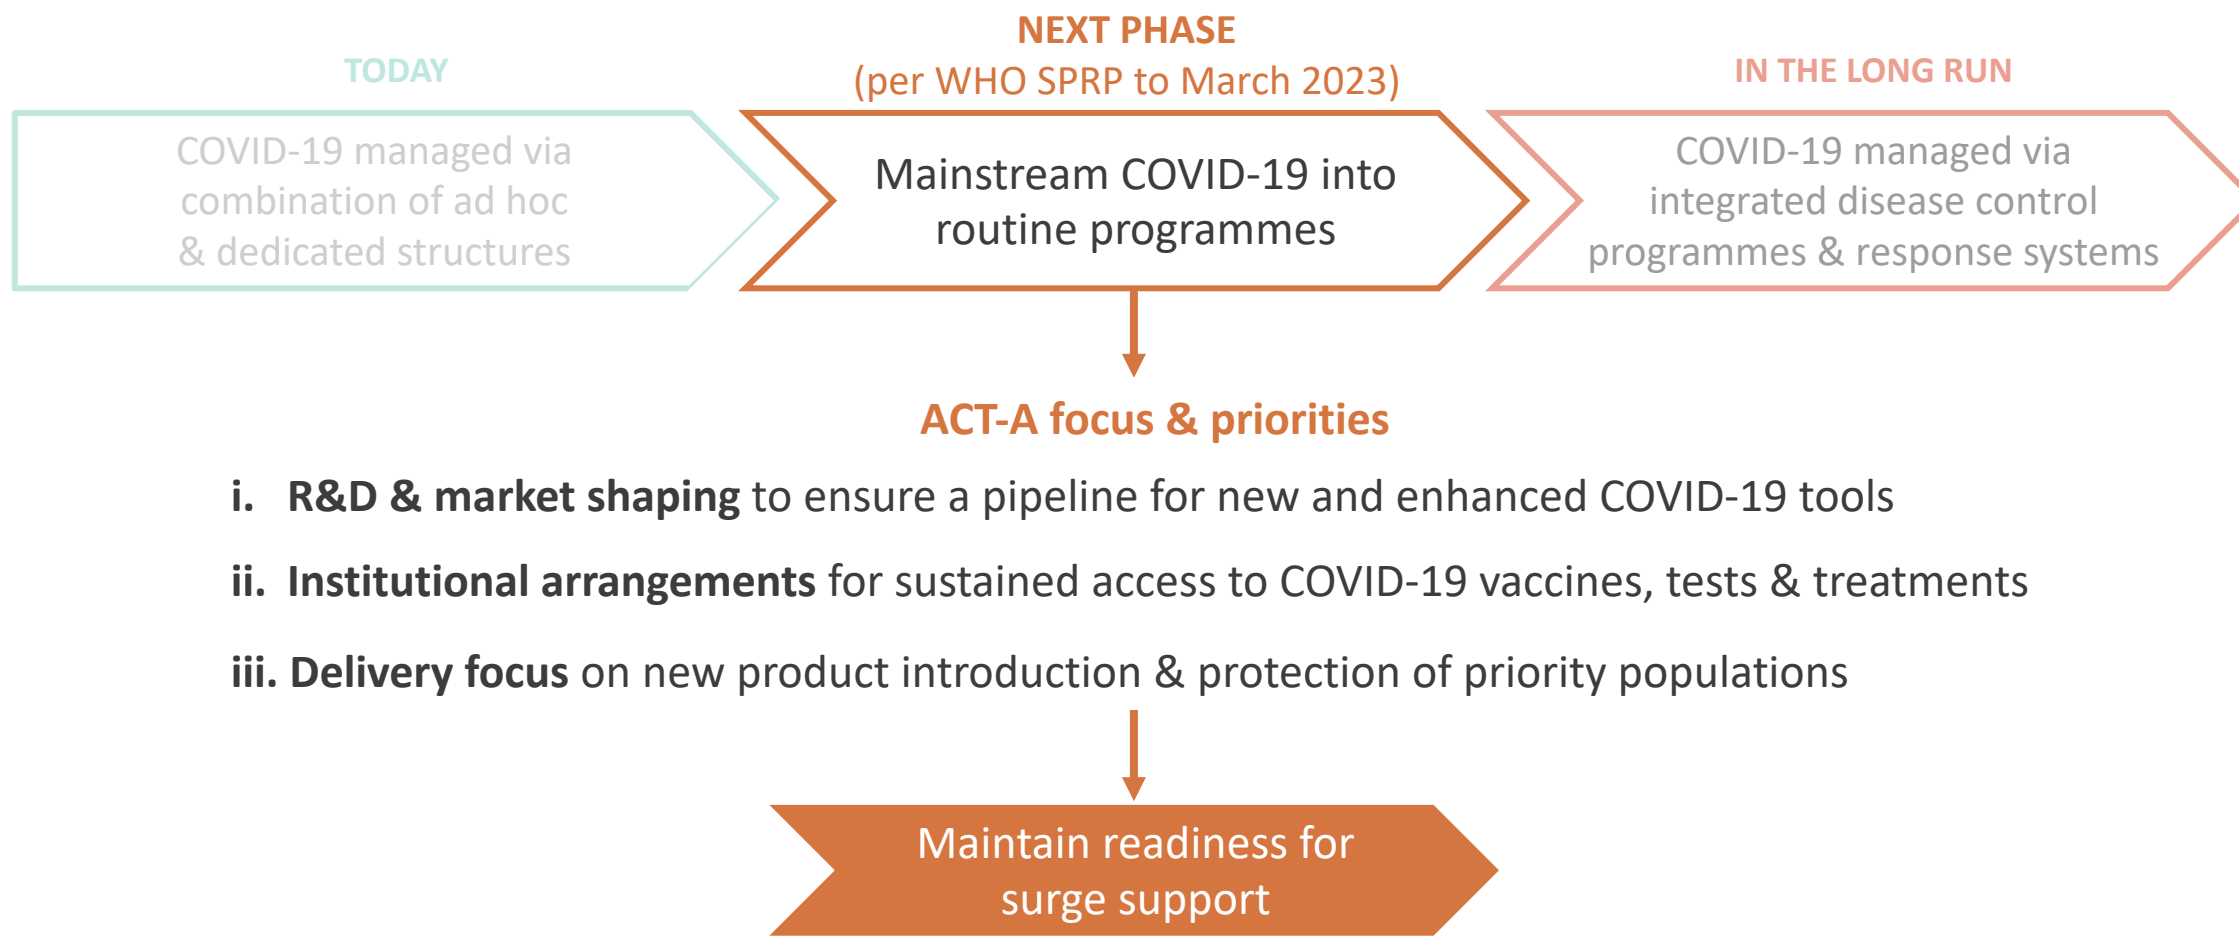 TODAY
COVID-19 managed via
combination of ad hoc
& dedicated structures
NEXT PHASE
(per WHO SPRP to March 2023)
Mainstream COVID-19 into
routine programmes
IN THE LONG RUN
COVID-19 managed via
integrated disease control
programmes & response systems
ACT-A focus & priorities
i. R&D & market shaping to ensure a pipeline for new and enhanced COVID-19 tools
ii. Institutional arrangements for sustained access to COVID-19 vaccines, tests & treatments
iii. Delivery focus on new product introduction & protection of priority populations
Maintain readiness for
surge support